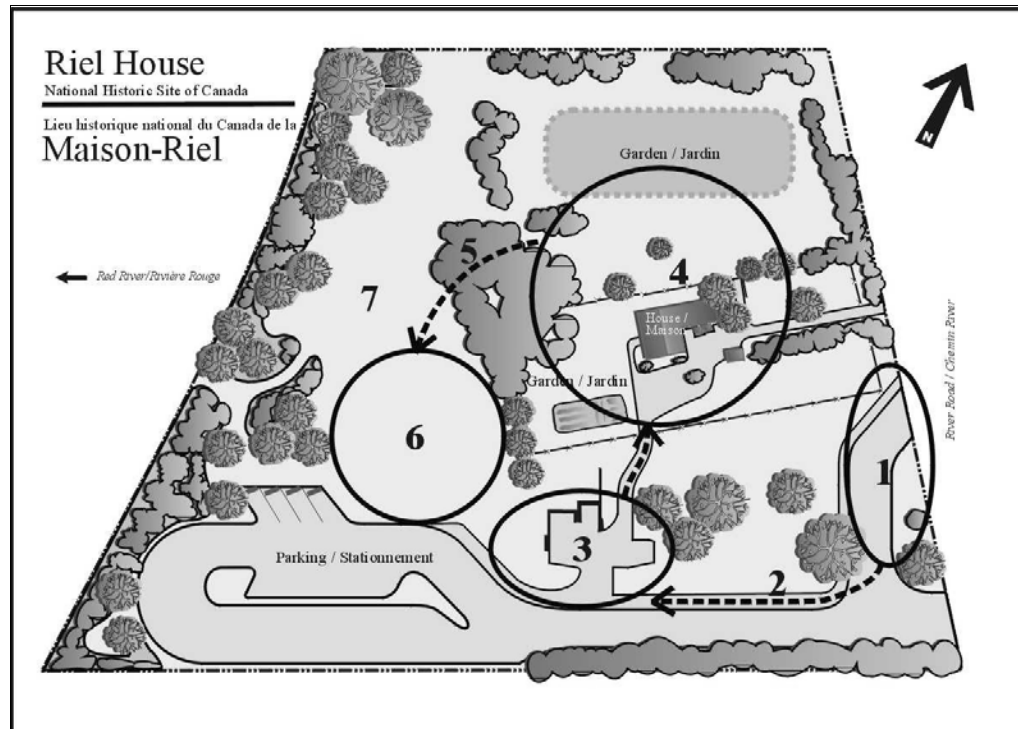 Riel House
National Historic Site of Canada
Lieu historique national du Canada de la
Maison-Riel
N
Garden / Jardin
Red River/Rivière Rouge
5
4
7
House /
Maison
River Road / Chemin River
Garden / Jardin
6
1
3
Parking / Stationnement
2